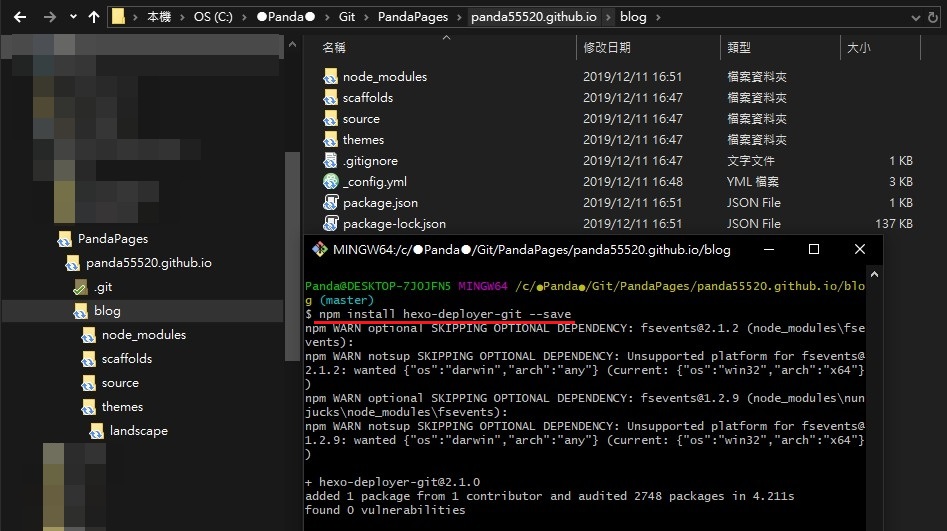 本機 › OS (C:) › ●Panda● › Git › PandaPages › panda55520.github.io › blog ›
名稱 修改日期 類型 大小
node_modules 2019/12/11 16:51 檔案資料夾
scaffolds 2019/12/11 16:47 檔案資料夾
source 2019/12/11 16:47 檔案資料夾
themes 2019/12/11 16:47 檔案資料夾
.gitignore 2019/12/11 16:47 文字文件 1 KB
_config.yml 2019/12/11 16:48 YML 檔案 3 KB
package.json 2019/12/11 16:51 JSON File 1 KB
package-lock.json 2019/12/11 16:51 JSON File 137 KB
PandaPages
panda55520.github.io
.git
blog
node_modules
scaffolds
source
themes
landscape
MINGW64:/c/●Panda●/Git/PandaPages/panda55520.github.io/blog
Panda@DESKTOP-7JOJFN5 MINGW64 /c/●Panda●/Git/PandaPages/panda55520.github.io/blo
g (master)
$ npm install hexo-deployer-git --save
npm WARN optional SKIPPING OPTIONAL DEPENDENCY: fsevents@2.1.2 (node_modules\fse
vents):
npm WARN notsup SKIPPING OPTIONAL DEPENDENCY: Unsupported platform for fsevents@
2.1.2: wanted {"os":"darwin","arch":"any"} (current: {"os":"win32","arch":"x64"}
)
npm WARN optional SKIPPING OPTIONAL DEPENDENCY: fsevents@1.2.9 (node_modules\nun
jucks\node_modules\fsevents):
npm WARN notsup SKIPPING OPTIONAL DEPENDENCY: Unsupported platform for fsevents@
1.2.9: wanted {"os":"darwin","arch":"any"} (current: {"os":"win32","arch":"x64"}
)
+ hexo-deployer-git@2.1.0
added 1 package from 1 contributor and audited 2748 packages in 4.211s
found 0 vulnerabilities